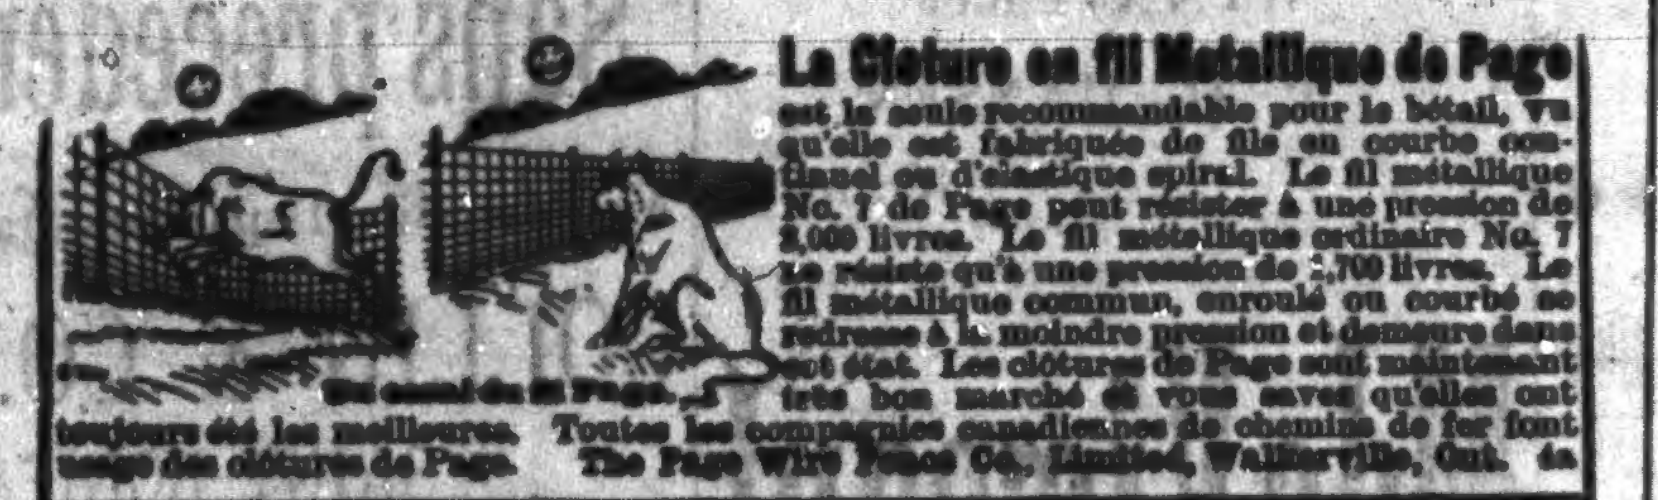 La Clôture en fil Métallique de Page
est la seule recommandable pour le bétail, vu
qu'elle est fabriquée de fils en courbe con-
tinuel ou d'élastique spiral. Le fil métallique
No. 7 de Page peut résister à une pression de
3,000 livres. Le fil métallique ordinaire No. 7
ne résiste qu'à une pression de 1,700 livres. Le
fil métallique commun, enroulé ou courbé se
redresse à la moindre pression et demeure dans
cet état. Les clôtures de Page sont maintenant
Un essai du fil Page.
très bon marché et vous savez qu'elles ont
toujours été les meilleures. Toutes les compagnies canadiennes de chemins de fer font
usage des clôtures de Page. The Page Wire Fence Co., Limited, Walkerville, Ont.